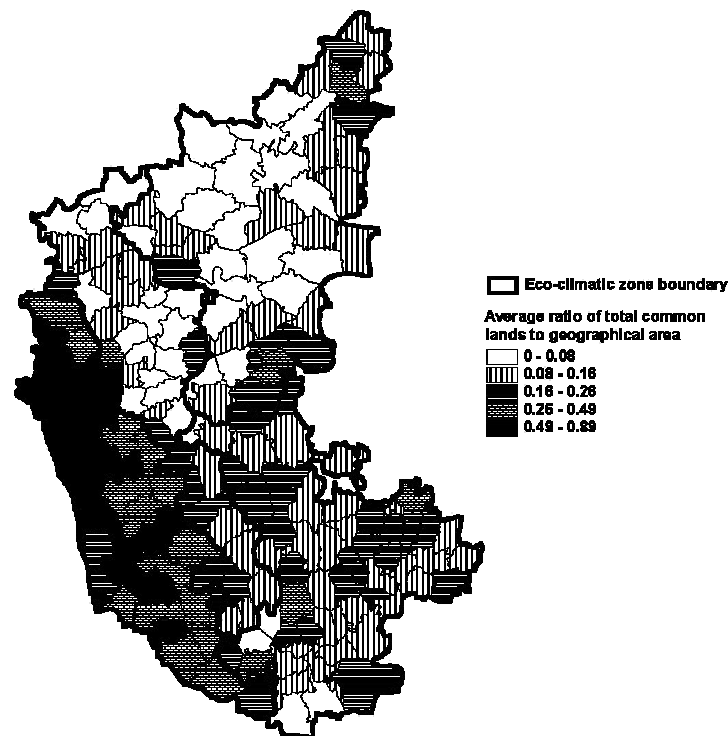 Eco-climatic zone boundary
Average ratio of total common
lands to geographical area
0 - 0.08
0.08 - 0.16
0.16 - 0.26
0.26 - 0.49
0.49 - 0.89